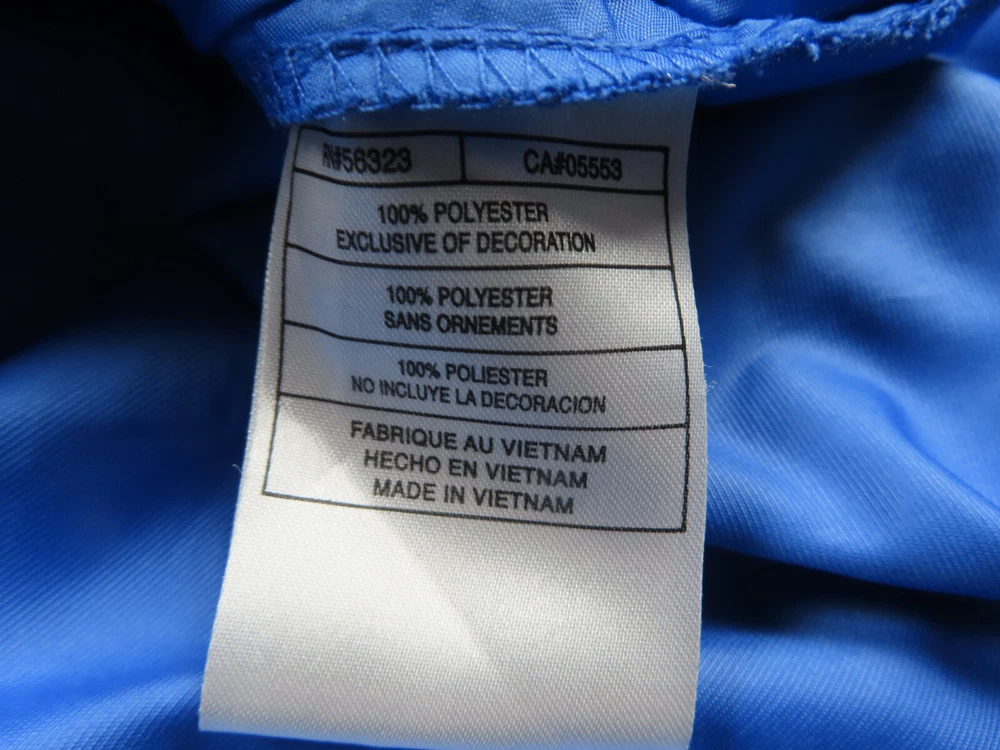 RN#56323 CA#05553
100% POLYESTER
EXCLUSIVE OF DECORATION
100% POLYESTER
SANS ORNEMENTS
100% POLIESTER
NO INCLUYE LA DECORACION
FABRIQUE AU VIETNAM
HECHO EN VIETNAM
MADE IN VIETNAM